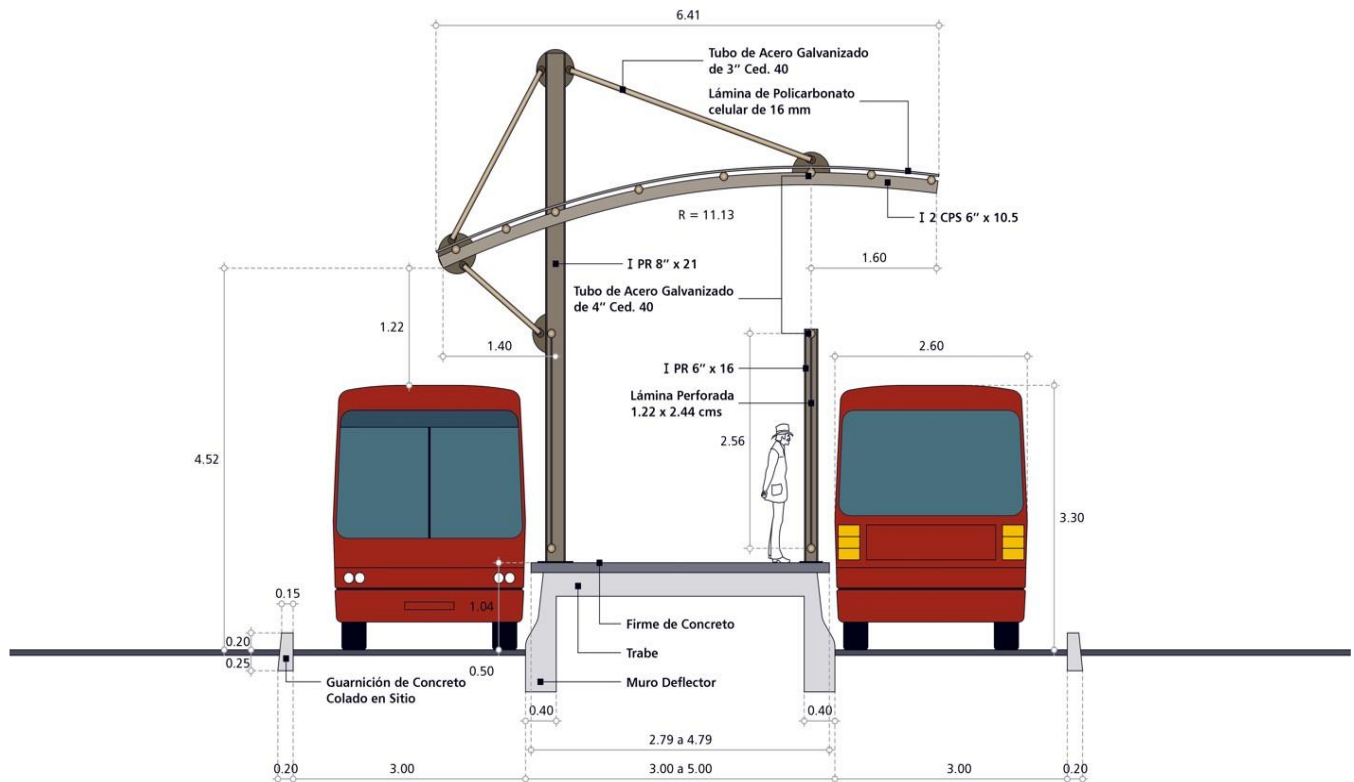 6.41
Tubo de Acero Galvanizado
de 3” Ced. 40
Lámina de Policarbonato
celular de 16 mm
R = 11.13
I 2 CPS 6” x 10.5
I PR 8” x 21
1.60
Tubo de Acero Galvanizado
de 4” Ced. 40
1.22
1.40
2.60
I PR 6” x 16
Lámina Perforada
1.22 x 2.44 cms
2.56
4.52
3.30
0.15
1.04
0.20
Firme de Concreto
0.25
0.50
Trabe
Guarnición de Concreto
Colado en Sitio
Muro Deflector
0.40
0.40
2.79 a 4.79
0.20
3.00
3.00 a 5.00
3.00
0.20